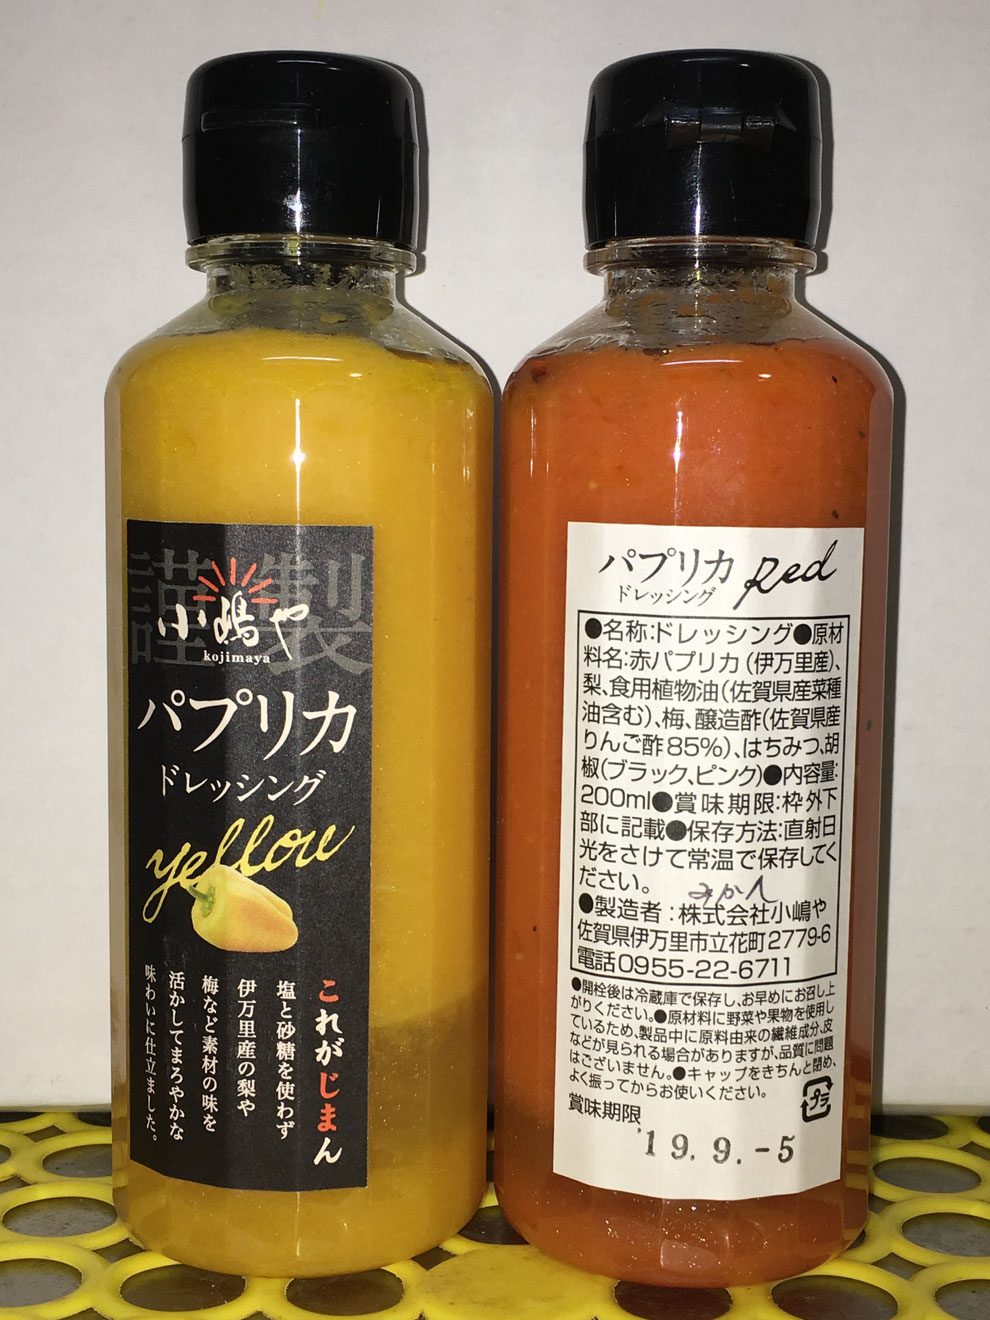 謹製
小嶋や
kojimaya
パプリカ
ドレッシング
yellow
これがじまん
塩と砂糖を使わず
伊万里産の梨や
梅など素材の味を
活かしてまろやかな
味わいに仕立ました。
パプリカ Red
ドレッシング
●名称:ドレッシング●原材
料名:赤パプリカ(伊万里産)、
梨、食用植物油(佐賀県産菜種
油含む)、梅、醸造酢(佐賀県産
りんご酢85%)、はちみつ、胡
椒(ブラック、ピンク)●内容量:
200ml●賞味期限:枠外下
部に記載●保存方法:直射日
光をさけて常温で保存してく
ださい。
みかん
●製造者:株式会社小嶋や
佐賀県伊万里市立花町2779-6
電話0955-22-6711
●開栓後は冷蔵庫で保存し、お早めにお召し上
がりください。●原材料に野菜や果物を使用し
ているため、製品中に原料由来の繊維成分、皮
などが見られる場合がありますが、品質に問題
はございません。●キャップをきちんと閉め、
よく振ってからお使いください。
プラ
賞味期限
'19.9.-5